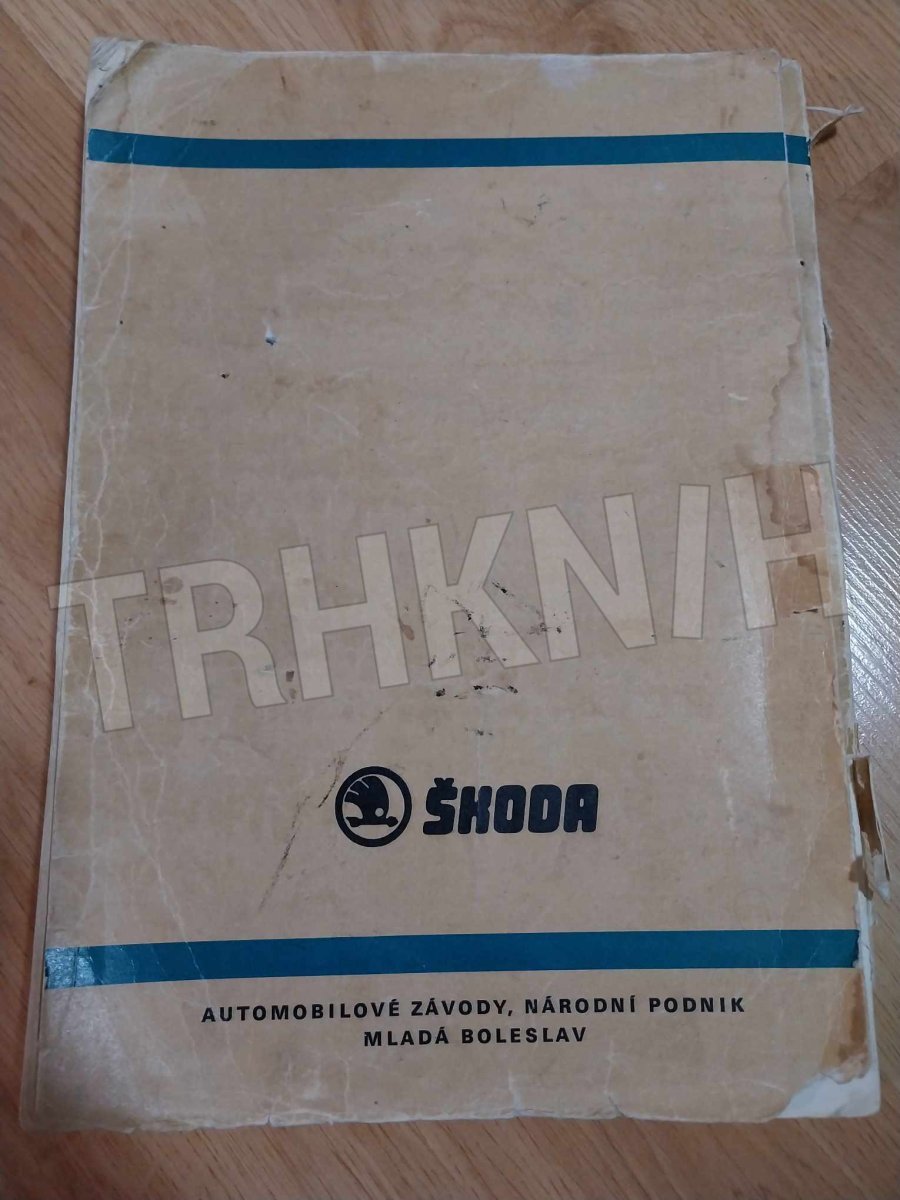 TRHKNIH
ŠKODA
AUTOMOBILOVÉ ZÁVODY, NÁRODNÍ PODNIK
MLADÁ BOLESLAV